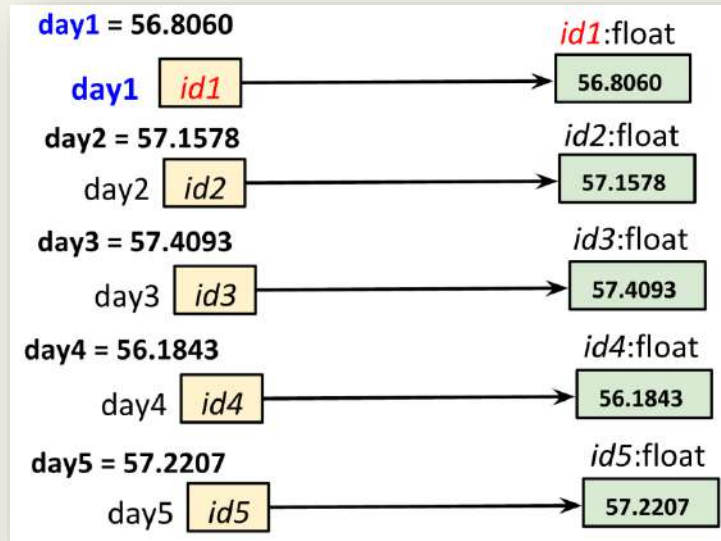 day1 = 56.8060
id1:float
day1 id1 56.8060
day2 = 57.1578
id2:float
day2 id2 57.1578
day3 = 57.4093
id3:float
day3 id3 57.4093
day4 = 56.1843
id4:float
day4 id4 56.1843
day5 = 57.2207
id5:float
day5 id5 57.2207